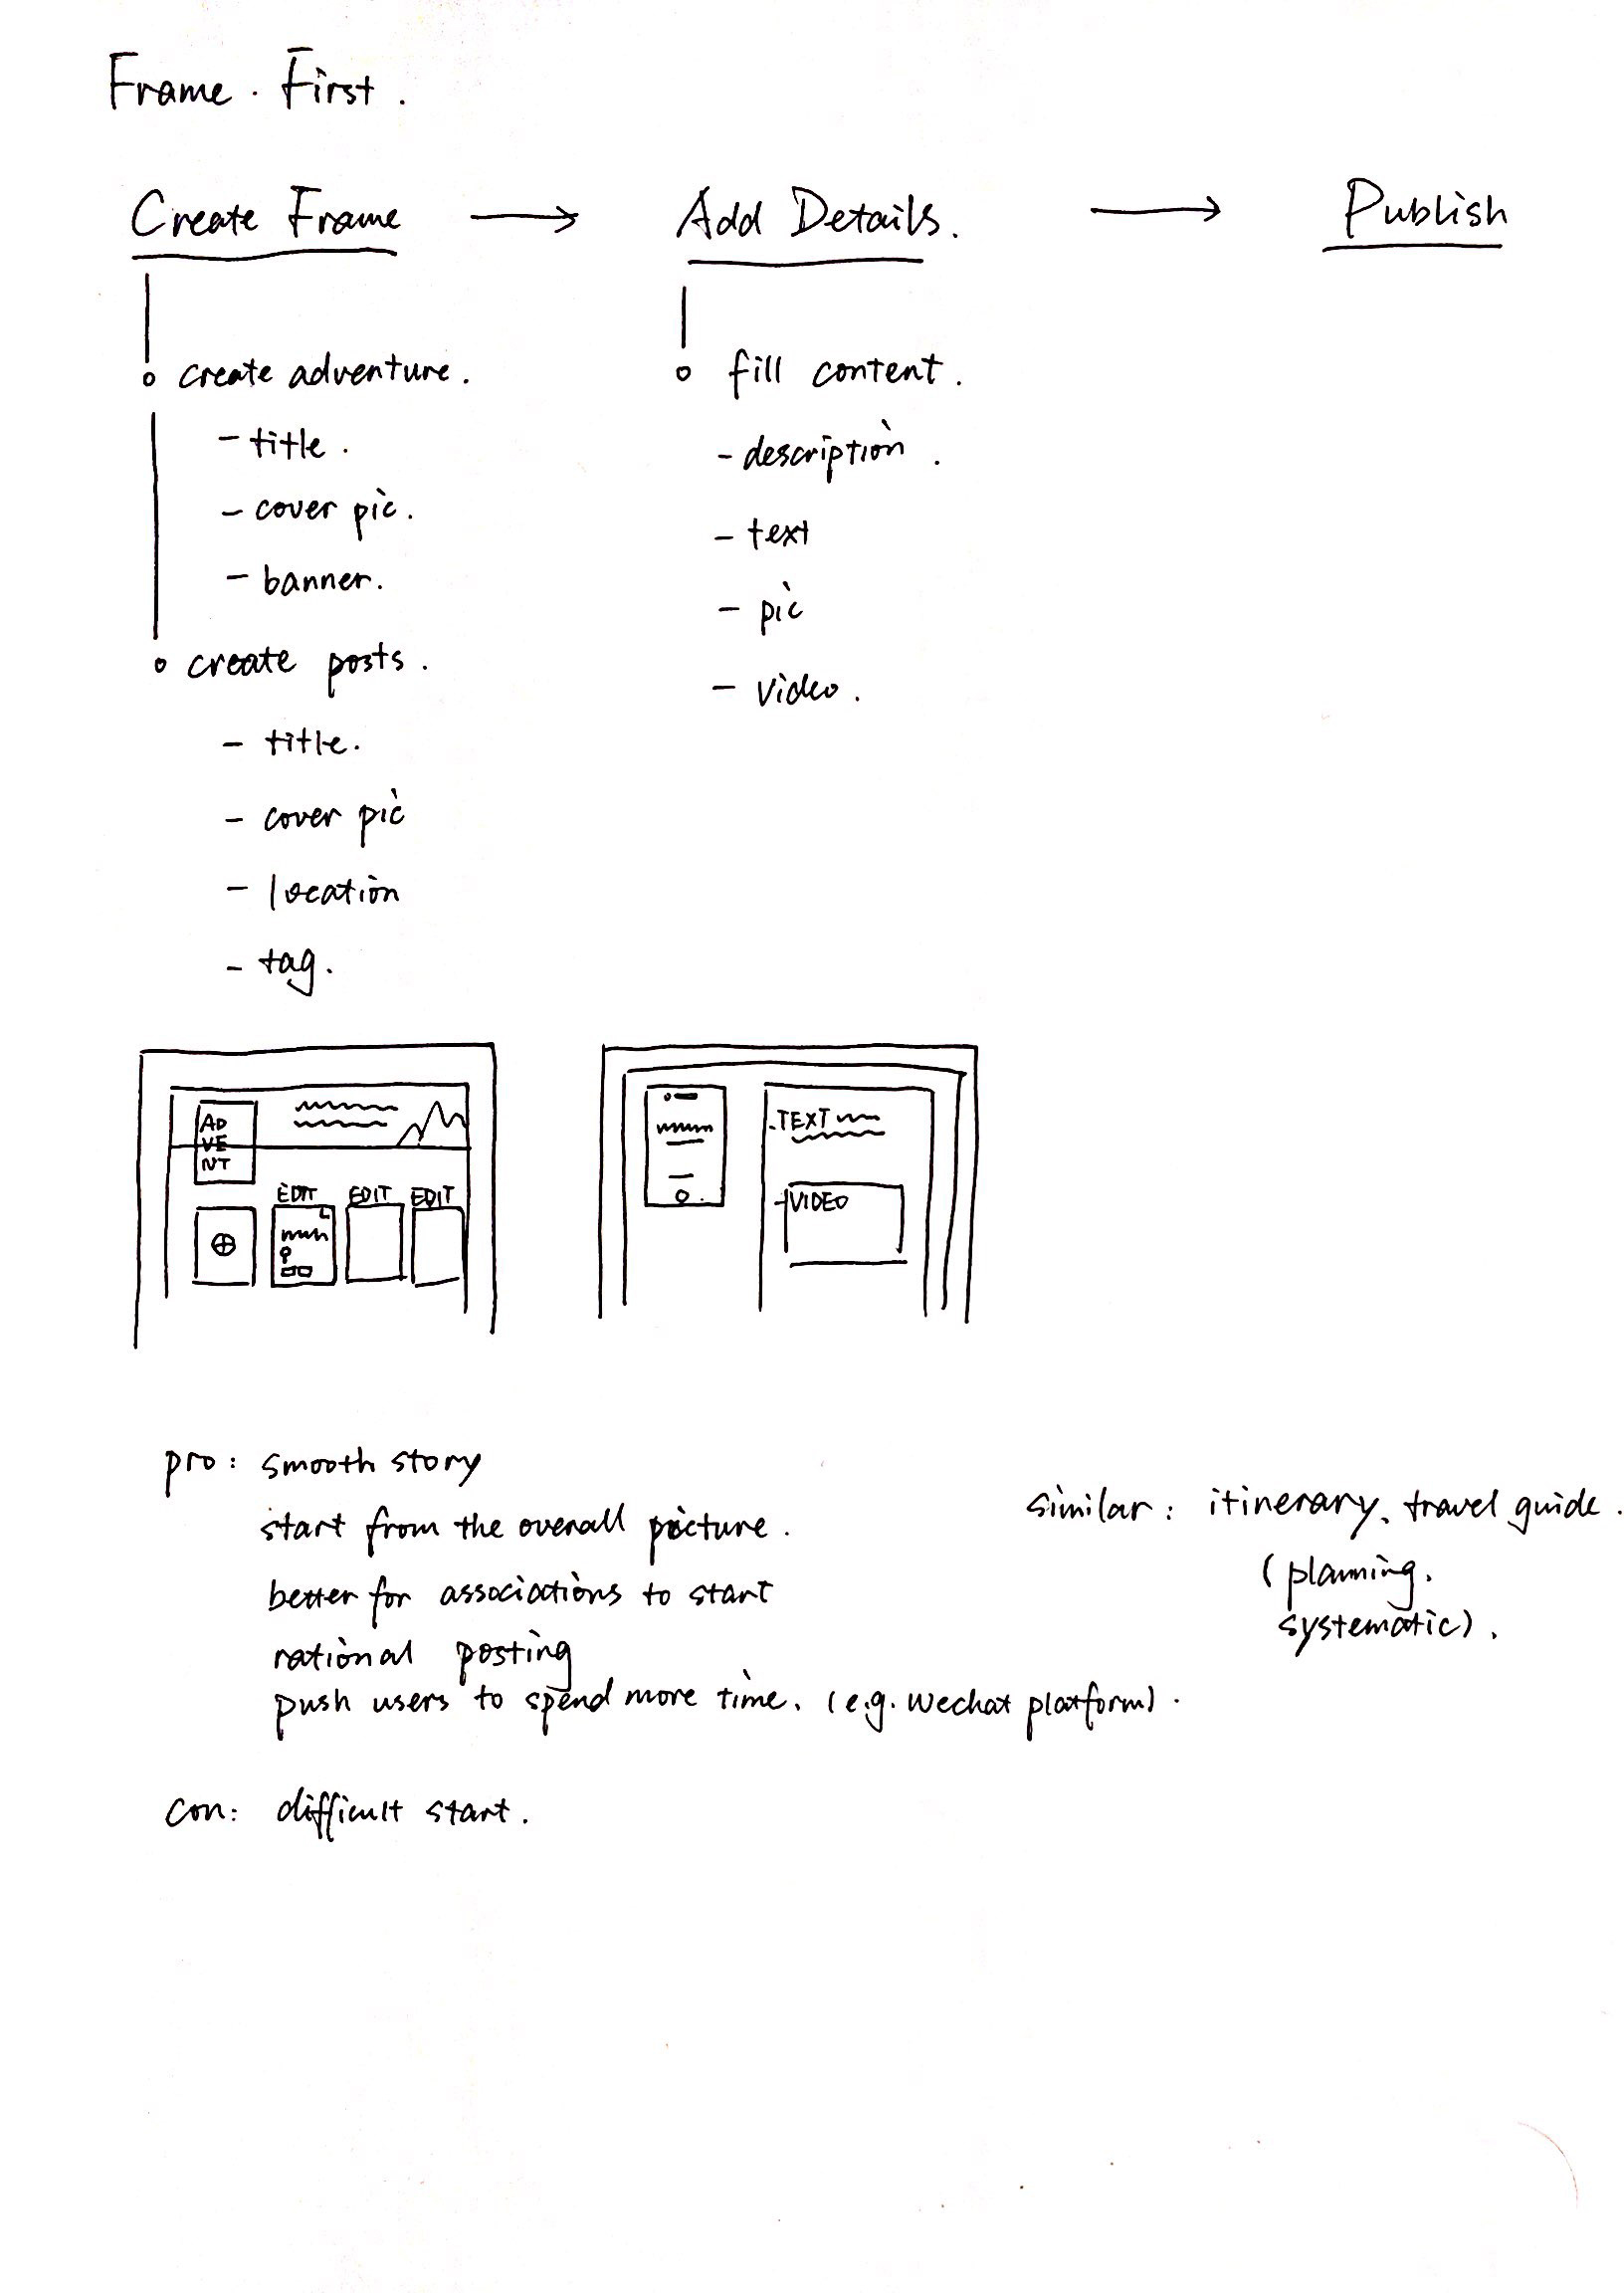 Frame. First.
Create Frame → Add Details. → Publish
create adventure.
- title.
- cover pic.
- banner.
create posts.
- title.
- cover pic
- location
- tag.
fill content.
- description.
- text
- pic
- video.
AD
VE
NT
EDIT EDIT EDIT
TEXT
VIDEO
pro: smooth story
start from the overall picture.
better for associations to start
rational posting
push users to spend more time. (e.g. wechat platform).
similar: itinerary, travel guide.
(planning.
systematic).
con: difficult start.